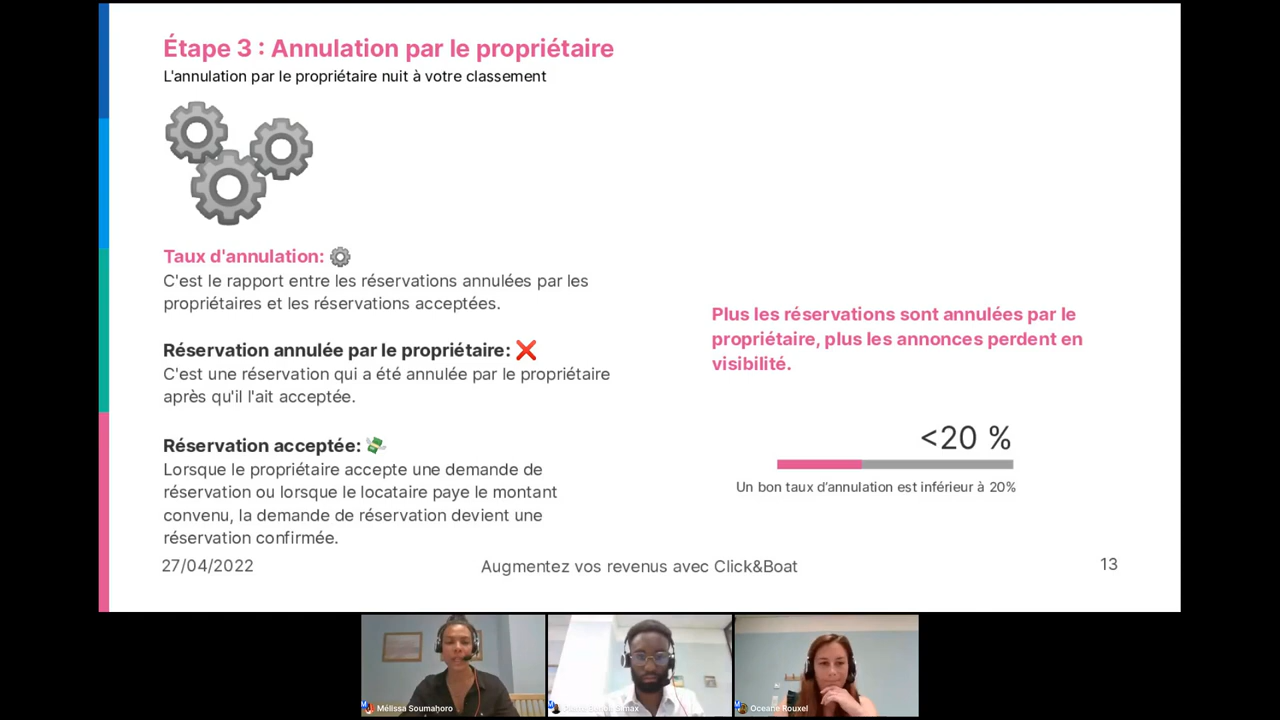 Étape 3 : Annulation par le propriétaire
L'annulation par le propriétaire nuit à votre classement
Taux d'annulation:
C'est le rapport entre les réservations annulées par les
propriétaires et les réservations acceptées.
Réservation annulée par le propriétaire:
C'est une réservation qui a été annulée par le propriétaire
après qu'il l'ait acceptée.
Réservation acceptée:
Lorsque le propriétaire accepte une demande de
réservation ou lorsque le locataire paye le montant
convenu, la demande de réservation devient une
réservation confirmée.
Plus les réservations sont annulées par le
propriétaire, plus les annonces perdent en
visibilité.
<20 %
Un bon taux d’annulation est inférieur à 20%
27/04/2022
Augmentez vos revenus avec Click&Boat
13
Mélissa Soumahoro
Oceane Rouxel